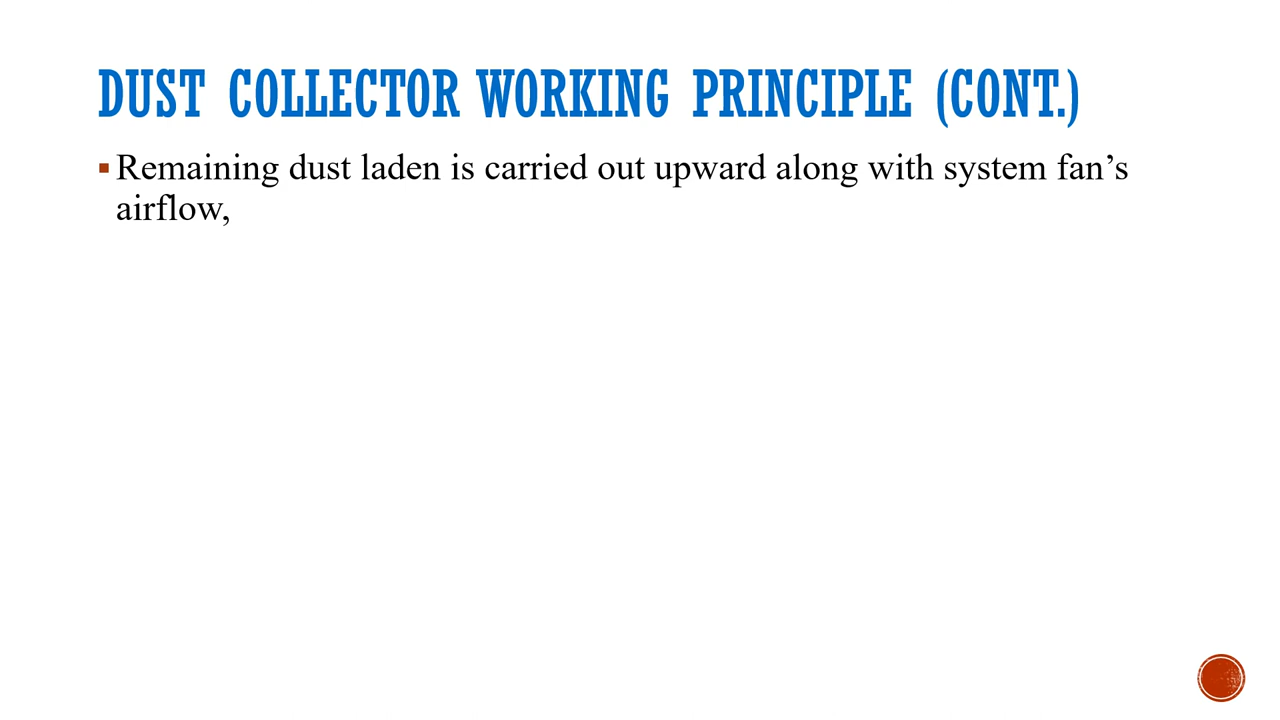 DUST COLLECTOR WORKING PRINCIPLE (CONT.)
Remaining dust laden is carried out upward along with system fan’s
airflow,